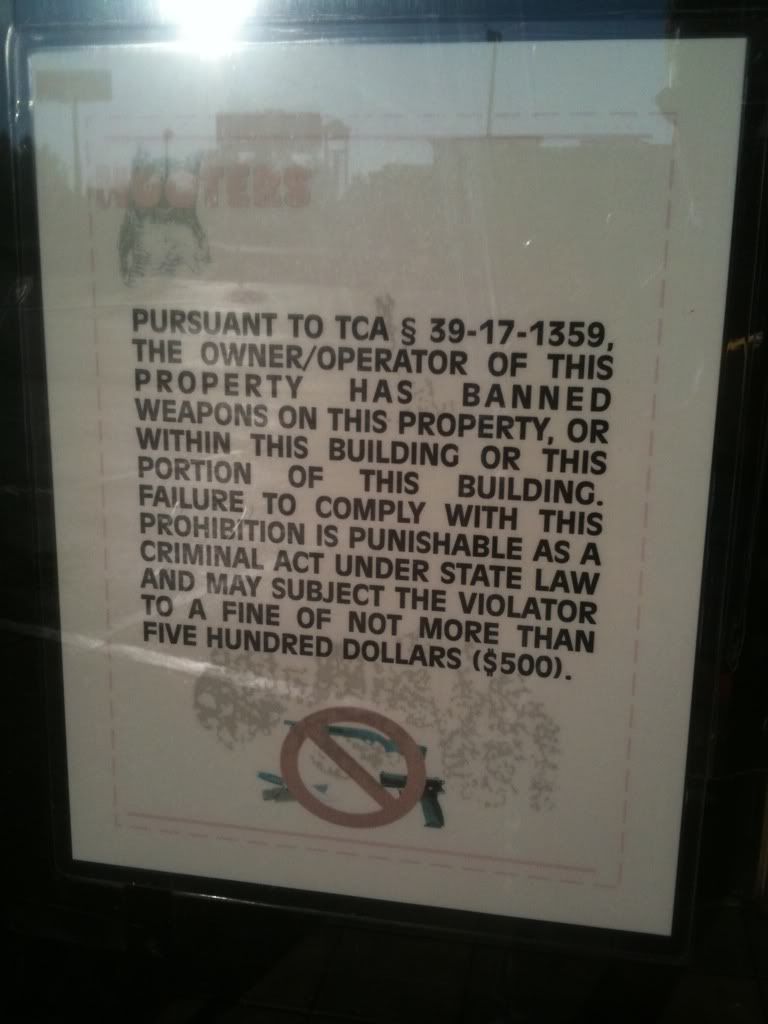 HOOTERS
PURSUANT TO TCA § 39-17-1359,
THE OWNER/OPERATOR OF THIS
PROPERTY HAS BANNED
WEAPONS ON THIS PROPERTY, OR
WITHIN THIS BUILDING OR THIS
PORTION OF THIS BUILDING.
FAILURE TO COMPLY WITH THIS
PROHIBITION IS PUNISHABLE AS A
CRIMINAL ACT UNDER STATE LAW
AND MAY SUBJECT THE VIOLATOR
TO A FINE OF NOT MORE THAN
FIVE HUNDRED DOLLARS ($500).